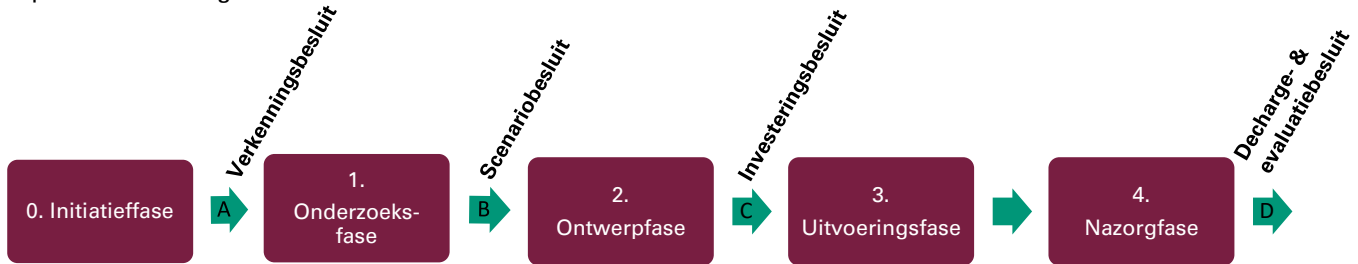 Verkenningsbesluit
Scenariobesluit
Investeringsbesluit
Decharge- &
evaluatiebesluit
0. Initiatieffase
A
1.
Onderzoeks-
fase
B
2.
Ontwerpfase
C
3.
Uitvoeringsfase
4.
Nazorgfase
D